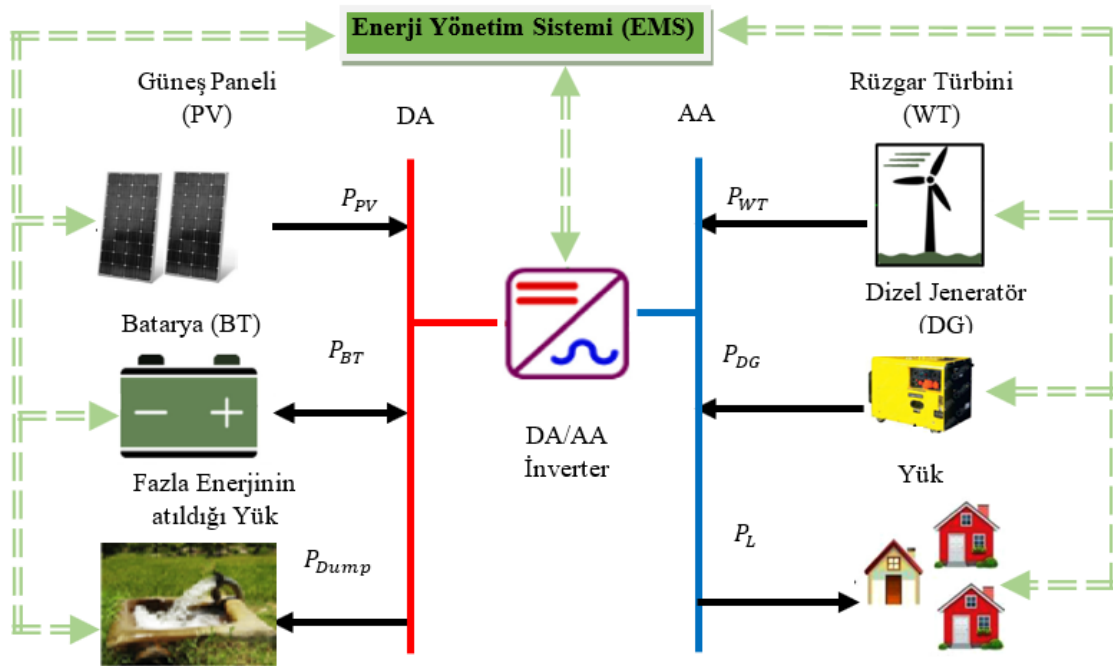 Enerji Yönetim Sistemi (EMS)
Güneş Paneli
(PV)
DA
AA
Rüzgar Türbini
(WT)
P_PV
P_WT
Batarya (BT)
Dizel Jeneratör
(DG)
P_BT
P_DG
DA/AA
İnverter
Fazla Enerjinin
atıldığı Yük
Yük
P_Dump
P_L